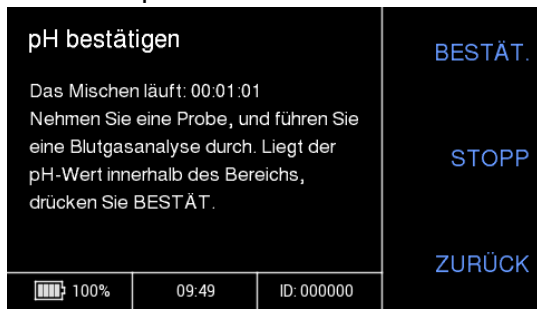 pH bestätigen
Das Mischen läuft: 00:01:01
Nehmen Sie eine Probe, und führen Sie
eine Blutgasanalyse durch. Liegt der
pH-Wert innerhalb des Bereichs,
drücken Sie BESTÄT.
BESTÄT.
STOPP
ZURÜCK
100%
09:49
ID: 000000